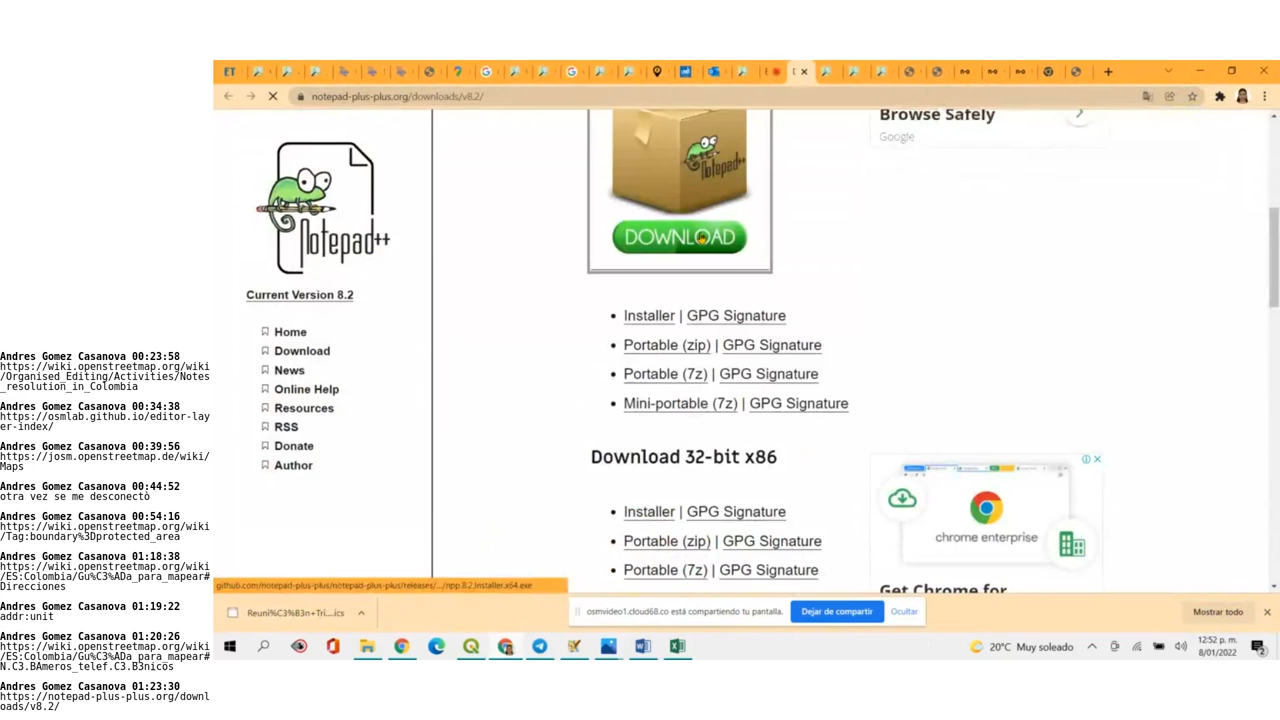 Andres Gomez Casanova 00:23:58
https://wiki.openstreetmap.org/wiki
/Organised_Editing/Activities/Notes
_resolution_in_Colombia
Andres Gomez Casanova 00:34:38
https://osmlab.github.io/editor-lay
er-index/
Andres Gomez Casanova 00:39:56
https://josm.openstreetmap.de/wiki/
Maps
Andres Gomez Casanova 00:44:52
otra vez se me desconectò
Andres Gomez Casanova 00:54:16
https://wiki.openstreetmap.org/wiki
/Tag:boundary%3Dprotected_area
Andres Gomez Casanova 01:18:38
https://wiki.openstreetmap.org/wiki
/ES:Colombia/Gu%C3%ADa_para_mapear#
Direcciones
Andres Gomez Casanova 01:19:22
addr:unit
Andres Gomez Casanova 01:20:26
https://wiki.openstreetmap.org/wiki
/ES:Colombia/Gu%C3%ADa_para_mapear#
N.C3.BAmeros_telef.C3.B3nicos
Andres Gomez Casanova 01:23:30
https://notepad-plus-plus.org/downl
oads/v8.2/
ET
notepad-plus-plus.org/downloads/v8.2/
Notepad++
Current Version 8.2
Home
Download
News
Online Help
Resources
RSS
Donate
Author
Notepad++
DOWNLOAD
Installer | GPG Signature
Portable (zip) | GPG Signature
Portable (7z) | GPG Signature
Mini-portable (7z) | GPG Signature
Download 32-bit x86
Installer | GPG Signature
Portable (zip) | GPG Signature
Portable (7z) | GPG Signature
Browse Safely
Google
chrome enterprise
Get Chrome for
github.com/notepad-plus-plus/notepad-plus-plus/releases/.../npp.8.2.Installer.x64.exe
Reuni%C3%B3n+Tri....ics
osmvideo1.cloud68.co está compartiendo tu pantalla.
Dejar de compartir
Ocultar
Mostrar todo
20°C Muy soleado
12:52 p. m.
8/01/2022
2